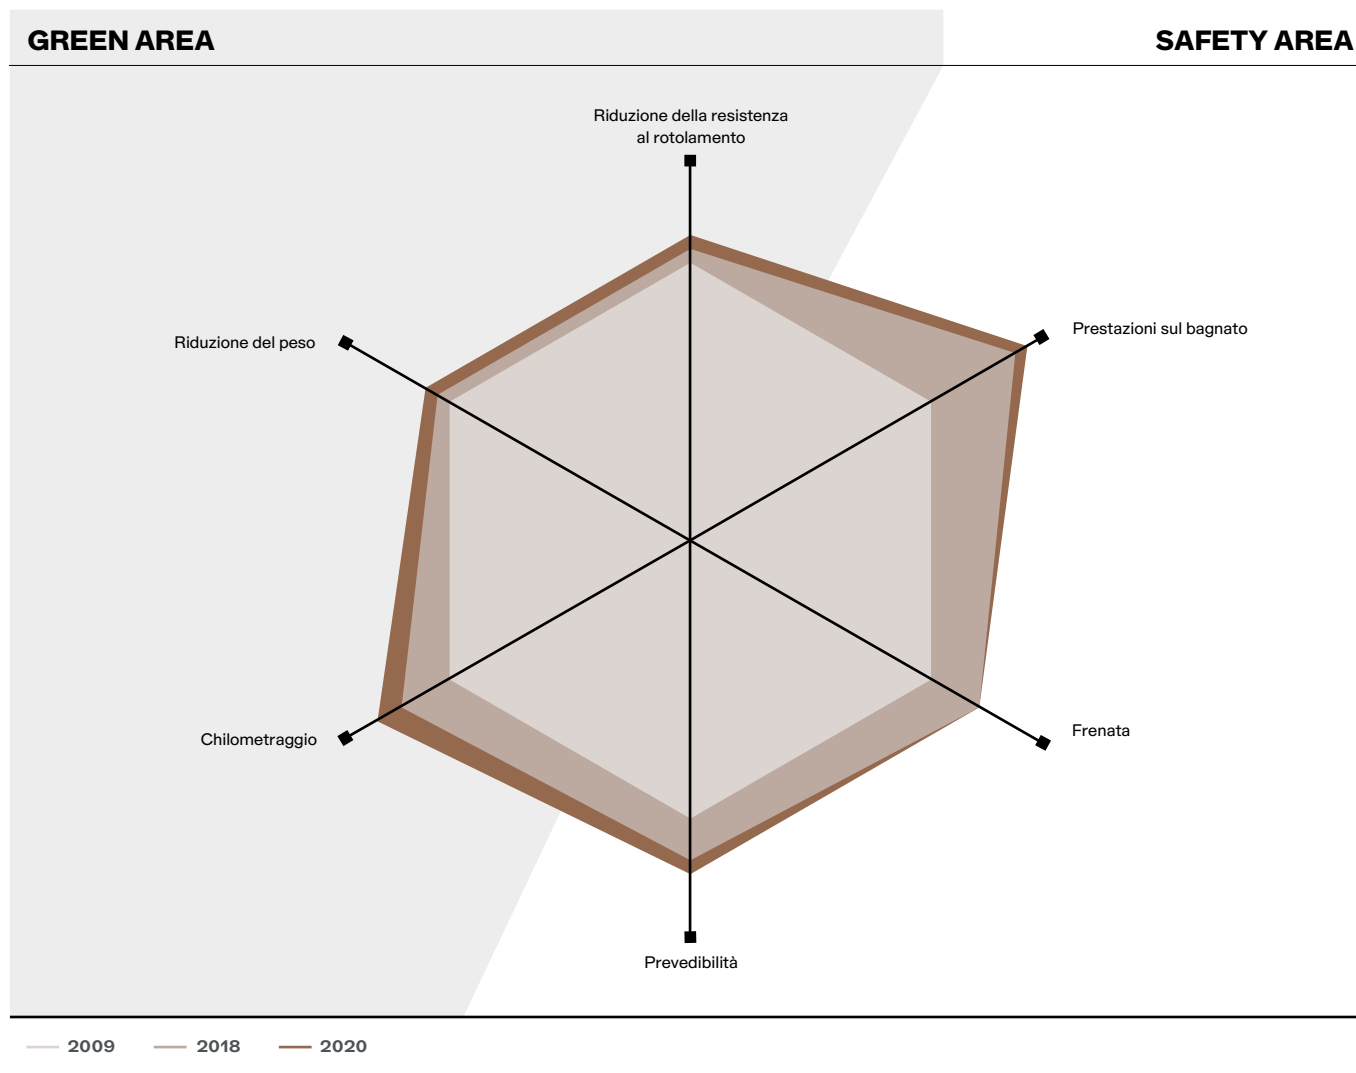 GREEN AREA
SAFETY AREA
Riduzione della resistenza
al rotolamento
Prestazioni sul bagnato
Riduzione del peso
Frenata
Chilometraggio
Prevedibilità
2009
2018
2020